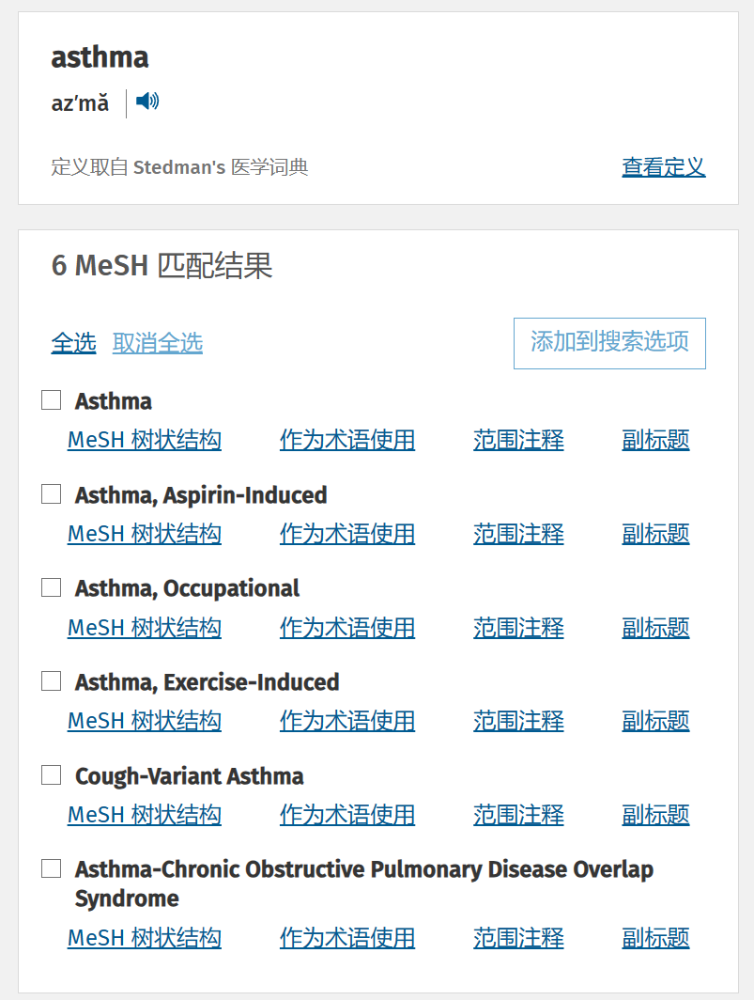 asthma
az′mă
定义取自 Stedman's 医学词典 查看定义
6 MeSH 匹配结果
全选 取消全选 添加到搜索选项
Asthma
MeSH 树状结构 作为术语使用 范围注释 副标题
Asthma, Aspirin-Induced
MeSH 树状结构 作为术语使用 范围注释 副标题
Asthma, Occupational
MeSH 树状结构 作为术语使用 范围注释 副标题
Asthma, Exercise-Induced
MeSH 树状结构 作为术语使用 范围注释 副标题
Cough-Variant Asthma
MeSH 树状结构 作为术语使用 范围注释 副标题
Asthma-Chronic Obstructive Pulmonary Disease Overlap
Syndrome
MeSH 树状结构 作为术语使用 范围注释 副标题